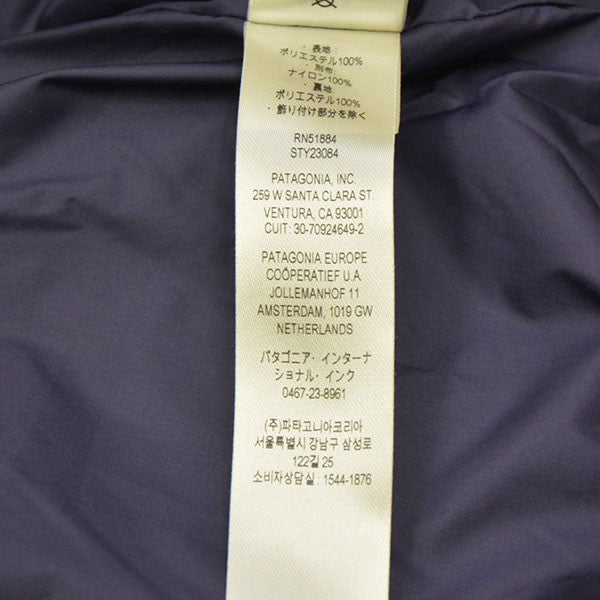 ・表地:
ポリエステル100%
・別布
ナイロン100%
・裏地:
ポリエステル100%
・飾り付け部分を除く
RN51884
STY23084
PATAGONIA, INC.
259 W SANTA CLARA ST.
VENTURA, CA 93001
CUIT: 30-70924649-2
PATAGONIA EUROPE
COÖPERATIEF U.A.
JOLLEMANHOF 11
AMSTERDAM, 1019 GW
NETHERLANDS
パタゴニア・インターナ
ショナル・インク
0467-23-8961
(주)파타고니아코리아
서울특별시 강남구 삼성로
122길 25
소비자상담실: 1544-1876